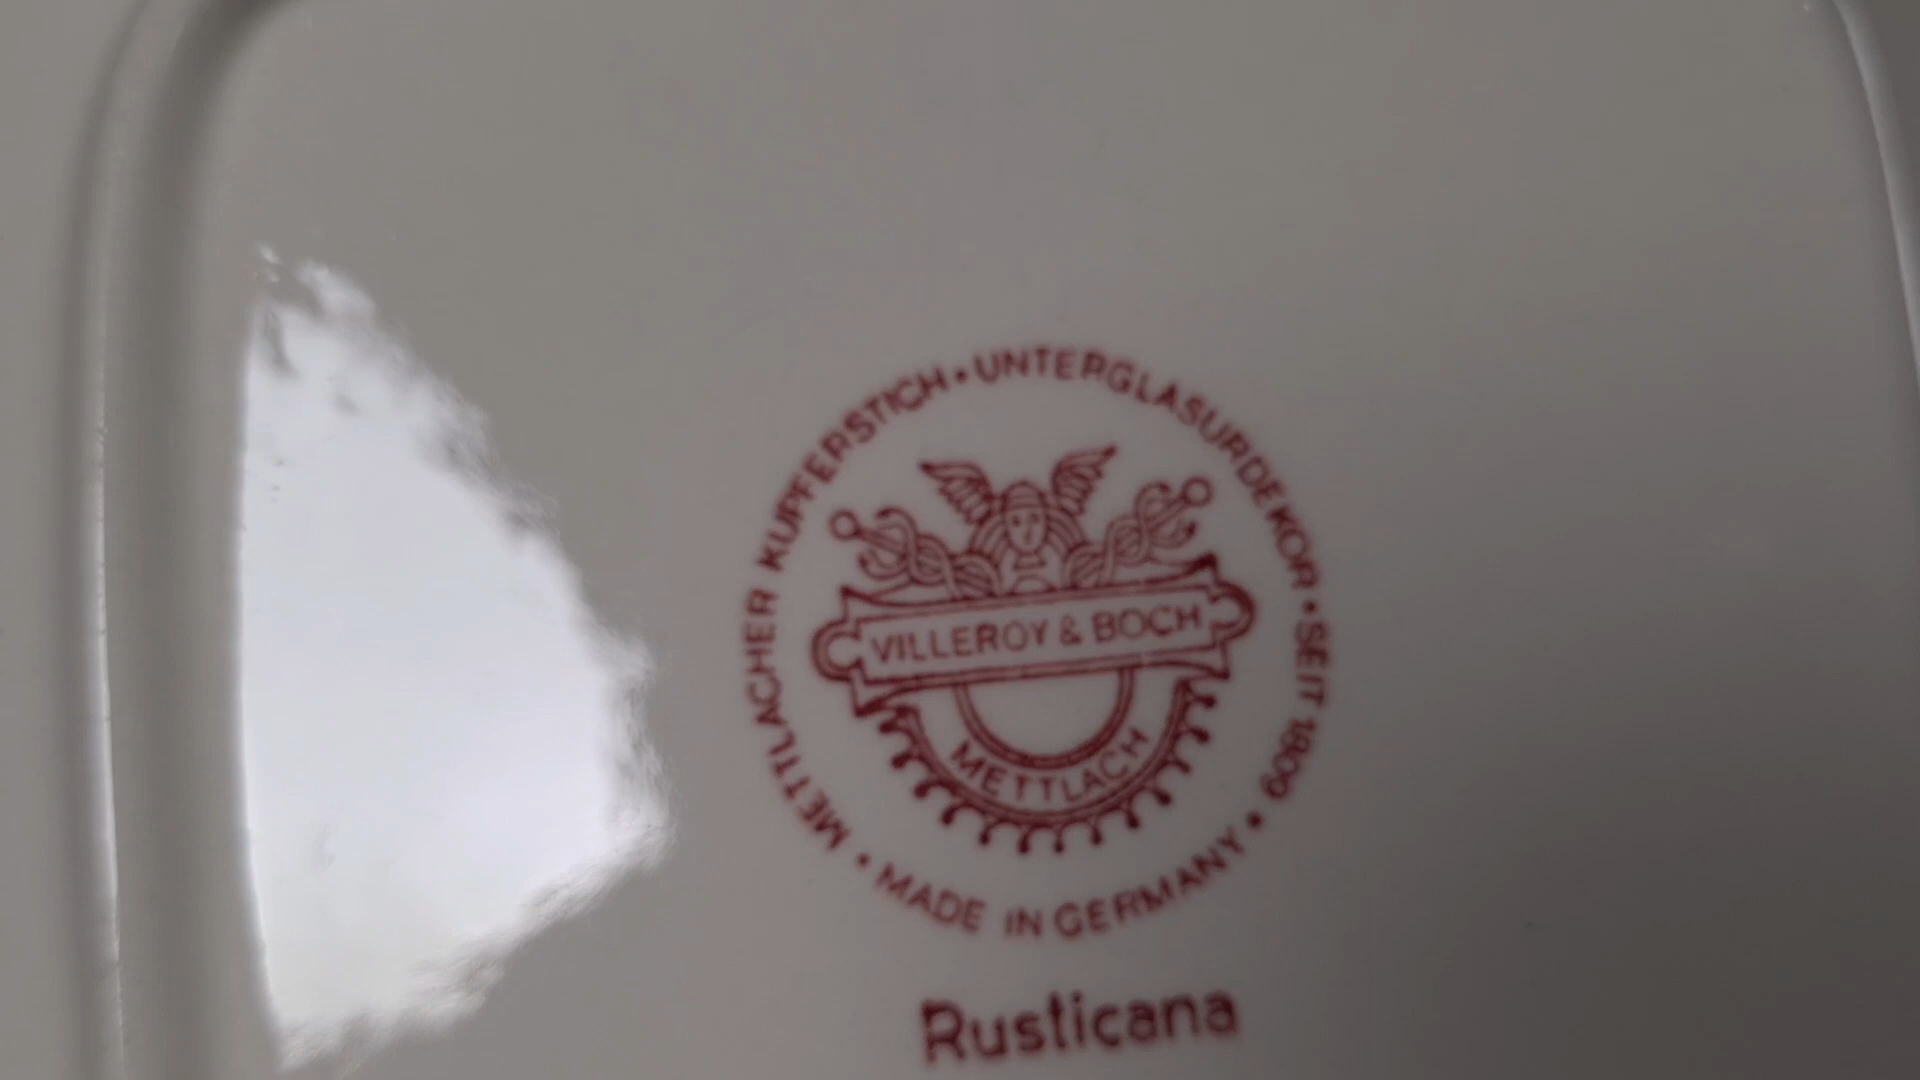 METTLACHER KUPFERSTICH • UNTERGLASURDEKOR • SEIT 1809 • MADE IN GERMANY •
VILLEROY & BOCH
METTLACH
Rusticana